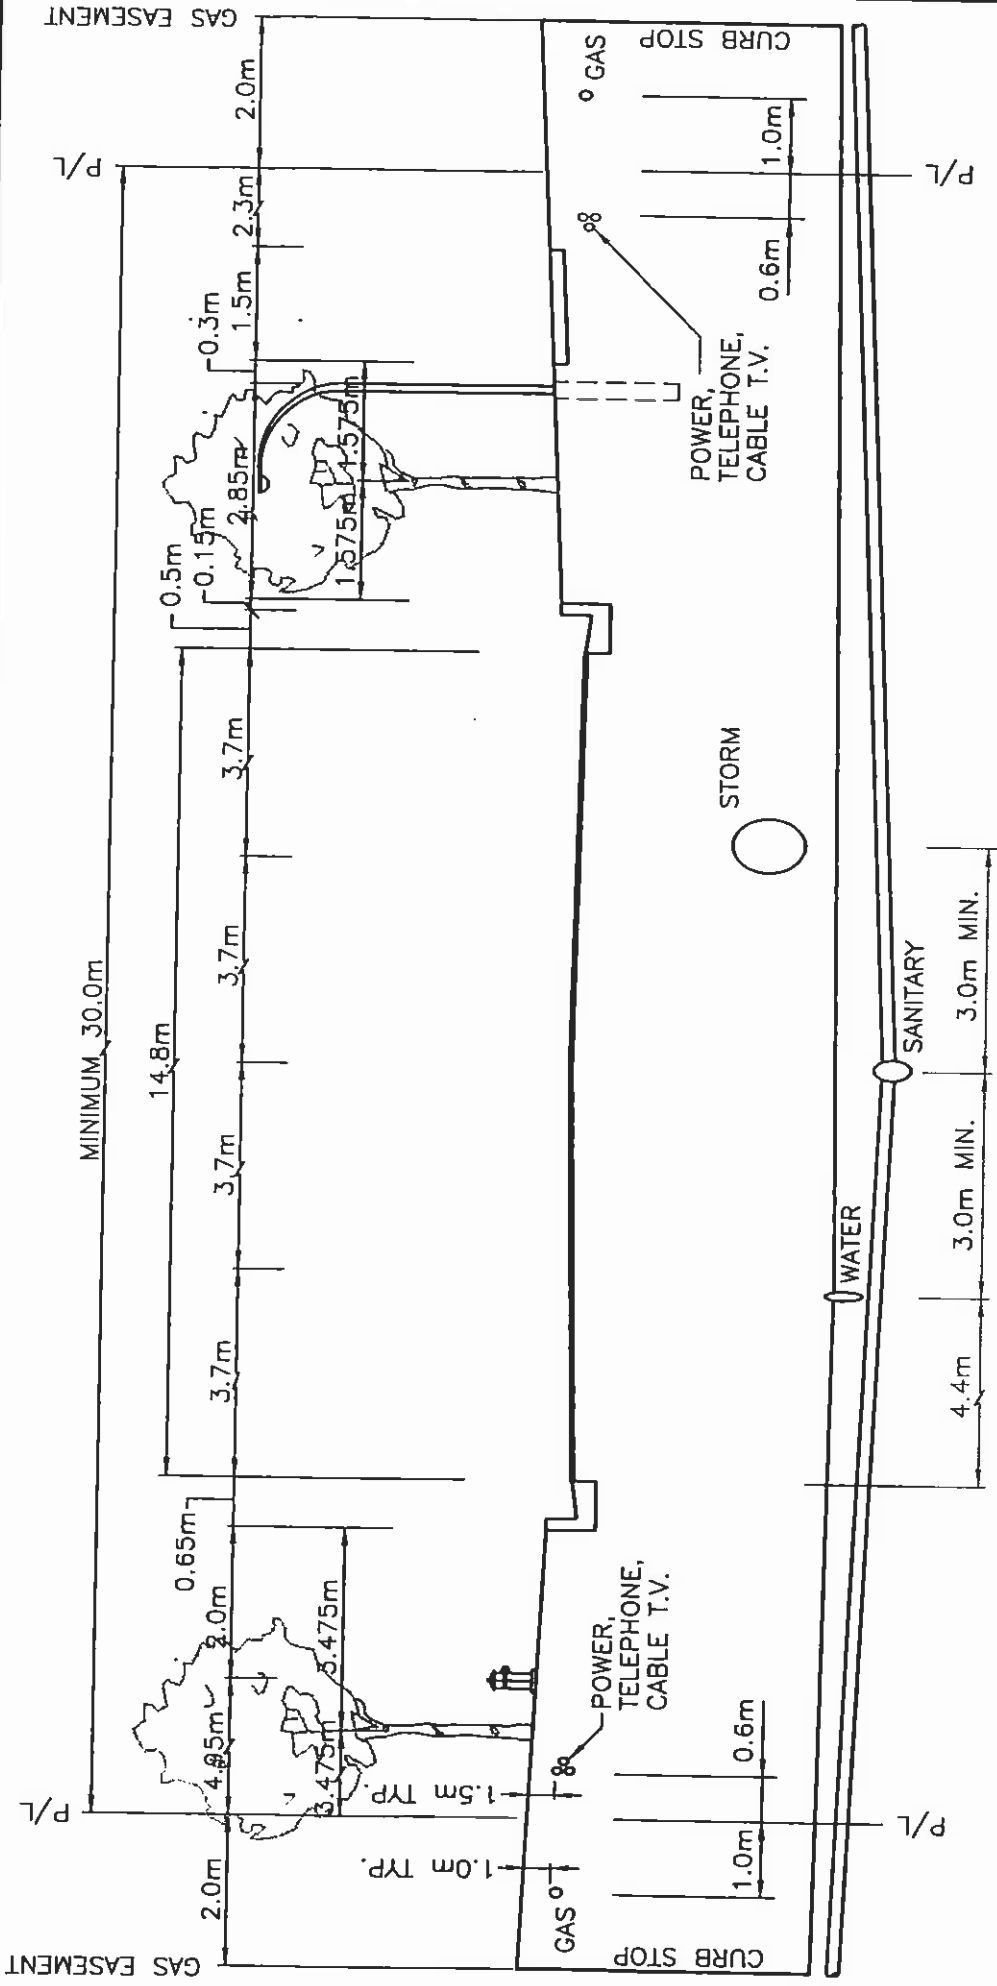 GAS EASEMENT
2.0m
P/L
2.3m
1.5m
0.3m
2.85m
1.575m
1.575m
0.15m
0.5m
3.7m
3.7m
3.7m
3.7m
14.8m
MINIMUM 30.0m
0.65m
2.0m
4.95m
3.475m
3.475m
P/L
2.0m
GAS EASEMENT
CURB STOP
GAS
1.0m
P/L
0.6m
POWER,
TELEPHONE,
CABLE T.V.
STORM
3.0m MIN.
SANITARY
3.0m MIN.
WATER
4.4m
POWER,
TELEPHONE,
CABLE T.V.
0.6m
1.5m TYP.
P/L
1.0m TYP.
1.0m
GAS
CURB STOP